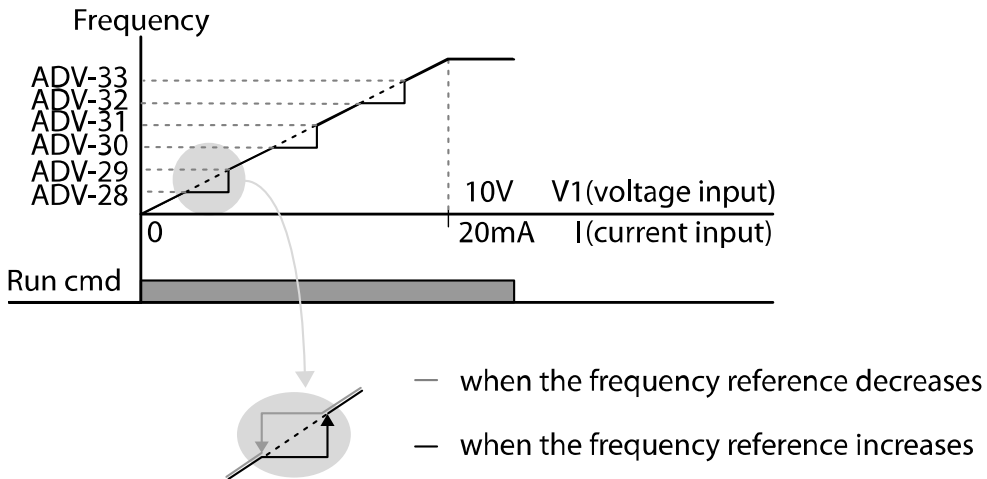 Frequency
ADV-33
ADV-32
ADV-31
ADV-30
ADV-29
ADV-28
10V V1(voltage input)
0
20mA I(current input)
Run cmd
when the frequency reference decreases
when the frequency reference increases